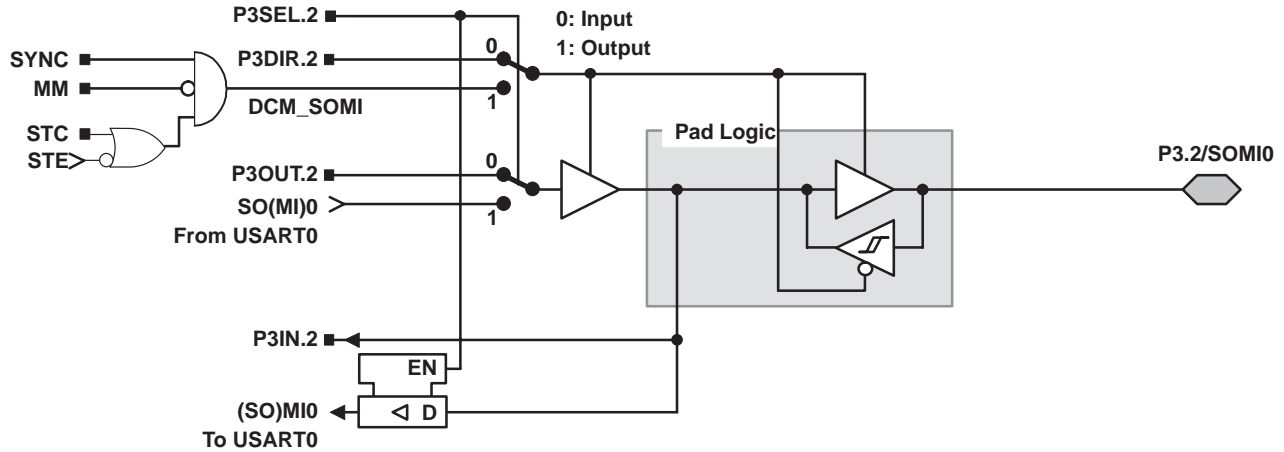 P3SEL.2
0: Input
1: Output
SYNC
P3DIR.2
0
MM
1
DCM_SOMI
STC
STE
Pad Logic
P3.2/SOMI0
P3OUT.2
0
SO(MI)0
1
From USART0
P3IN.2
EN
(SO)MI0
D
To USART0